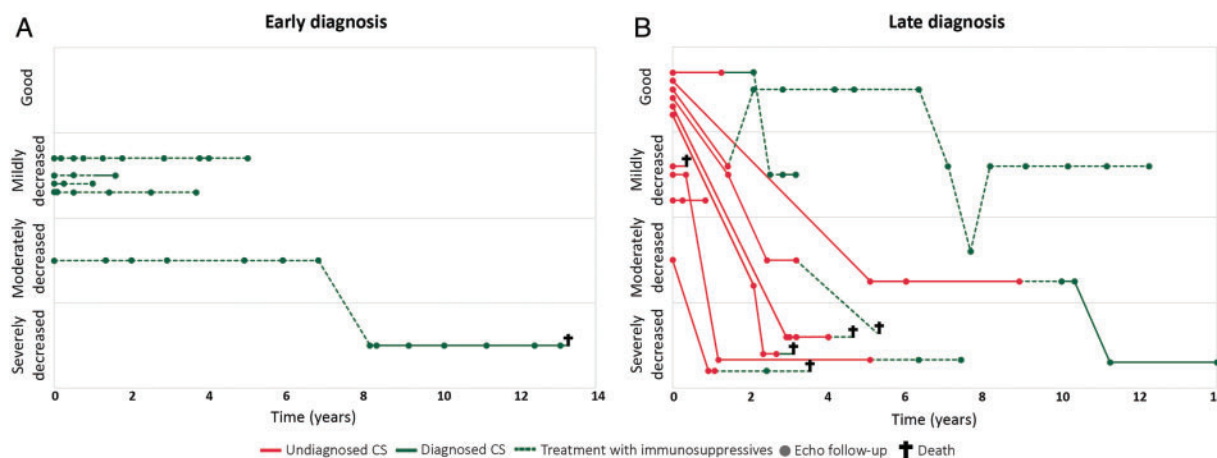 A
Early diagnosis
Good
Mildly
decreased
Moderately
decreased
Severely
decreased
0 2 4 6 8 10 12 14
Time (years)
B
Late diagnosis
Good
Mildly
decreased
Moderately
decreased
Severely
decreased
0 2 4 6 8 10 12 14
Time (years)
Undiagnosed CS Diagnosed CS Treatment with immunosuppressives Echo follow-up Death